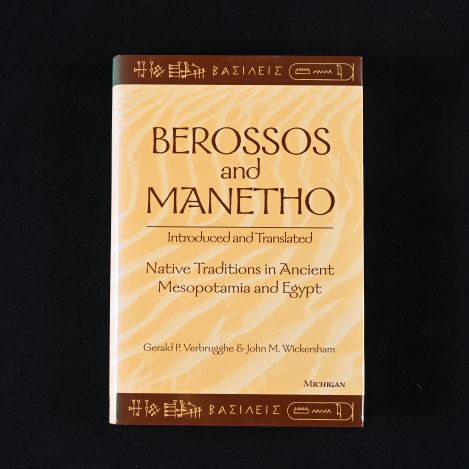 ΒΑΣΙΛΕΙΣ
BEROSSOS
and
MANETHO
Introduced and Translated
Native Traditions in Ancient
Mesopotamia and Egypt
Gerald P. Verbrugghe & John M. Wickersham
MICHIGAN
ΒΑΣΙΛΕΙΣ